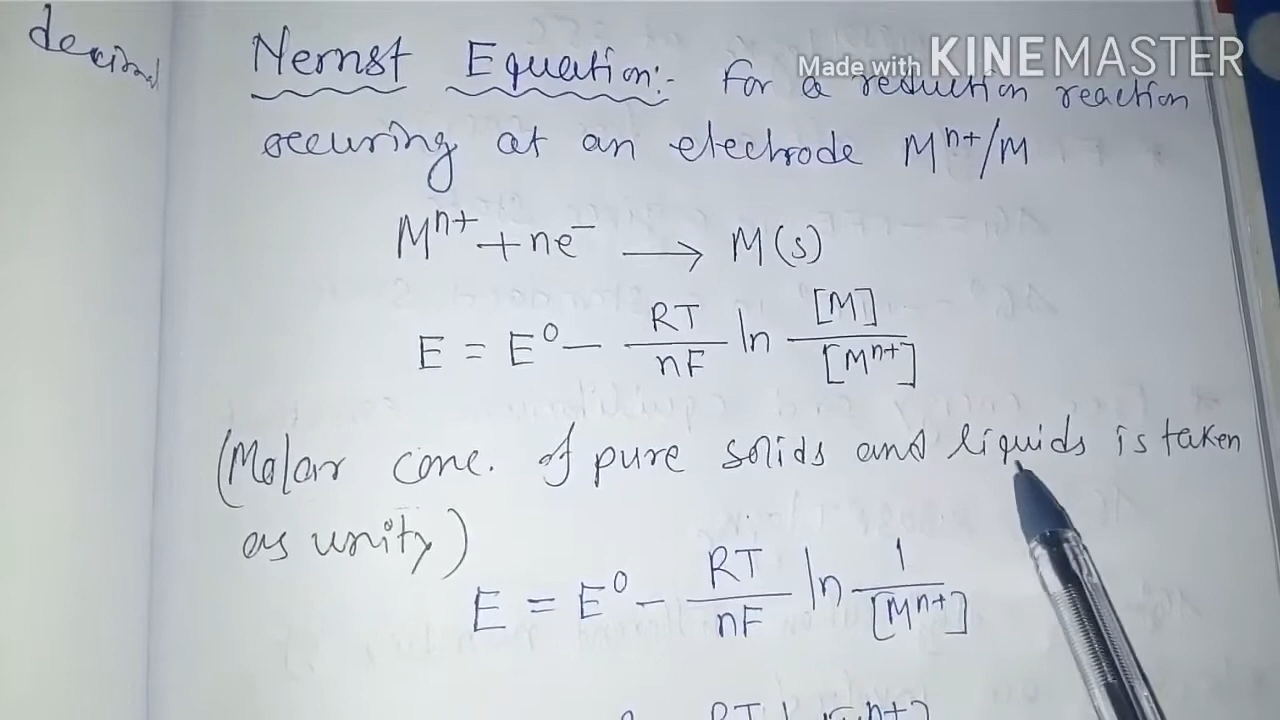 decimal
Made with KINEMASTER
Nernst Equation:- For a reduction reaction
occuring at an electrode Mⁿ⁺/M
Mⁿ⁺ + ne⁻ ⟶ M(s)
E = E⁰ - RT/nF ln [M]/[Mⁿ⁺]
(Molar conc. of pure solids and liquids is taken
as unity)
E = E⁰ - RT/nF ln 1/[Mⁿ⁺]